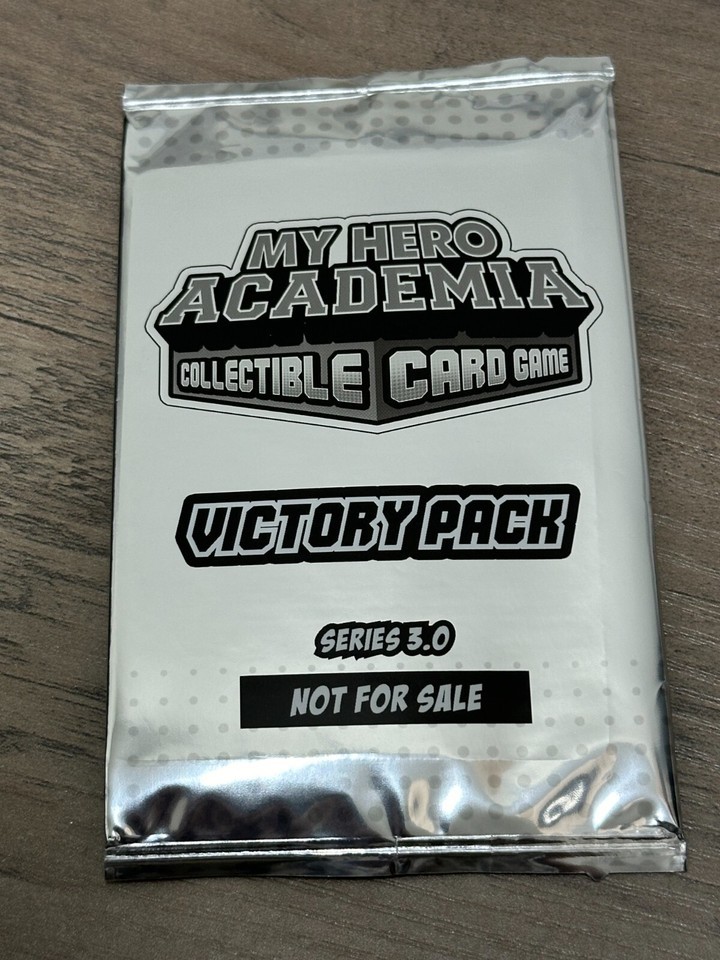 MY HERO
ACADEMIA
COLLECTIBLE CARD GAME
VICTORY PACK
SERIES 3.0
NOT FOR SALE